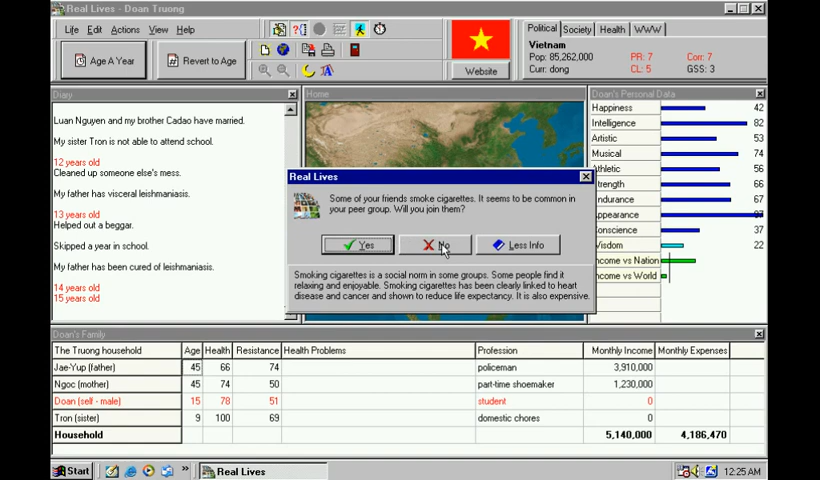 Real Lives - Doan Truong
Life Edit Actions View Help
Age A Year
Revert to Age
Website
Political Society Health WWW
Vietnam
Pop: 85,262,000 PR: 7 Corr: 7
Curr: dong CL: 5 GSS: 3
Diary
Luan Nguyen and my brother Cadao have married.
My sister Tron is not able to attend school.
12 years old
Cleaned up someone else's mess.
My father has visceral leishmaniasis.
13 years old
Helped out a beggar.
Skipped a year in school.
My father has been cured of leishmaniasis.
14 years old
15 years old
Home
Doan's Personal Data
Happiness 42
Intelligence 82
Artistic 53
Musical 74
Athletic 56
Strength 66
Endurance 67
Appearance 97
Conscience 37
Wisdom 22
Income vs Nation
Income vs World
Real Lives
Some of your friends smoke cigarettes. It seems to be common in
your peer group. Will you join them?
Yes No Less Info
Smoking cigarettes is a social norm in some groups. Some people find it
relaxing and enjoyable. Smoking cigarettes has been clearly linked to heart
disease and cancer and shown to reduce life expectancy. It is also expensive.
Doan's Family
The Truong household Age Health Resistance Health Problems Profession Monthly Income Monthly Expenses
Jae-Yup (father) 45 66 74 policeman 3,910,000
Ngoc (mother) 45 74 50 part-time shoemaker 1,230,000
Doan (self - male) 15 78 51 student 0
Tron (sister) 9 100 69 domestic chores 0
Household 5,140,000 4,186,470
Start
Real Lives
12:25 AM